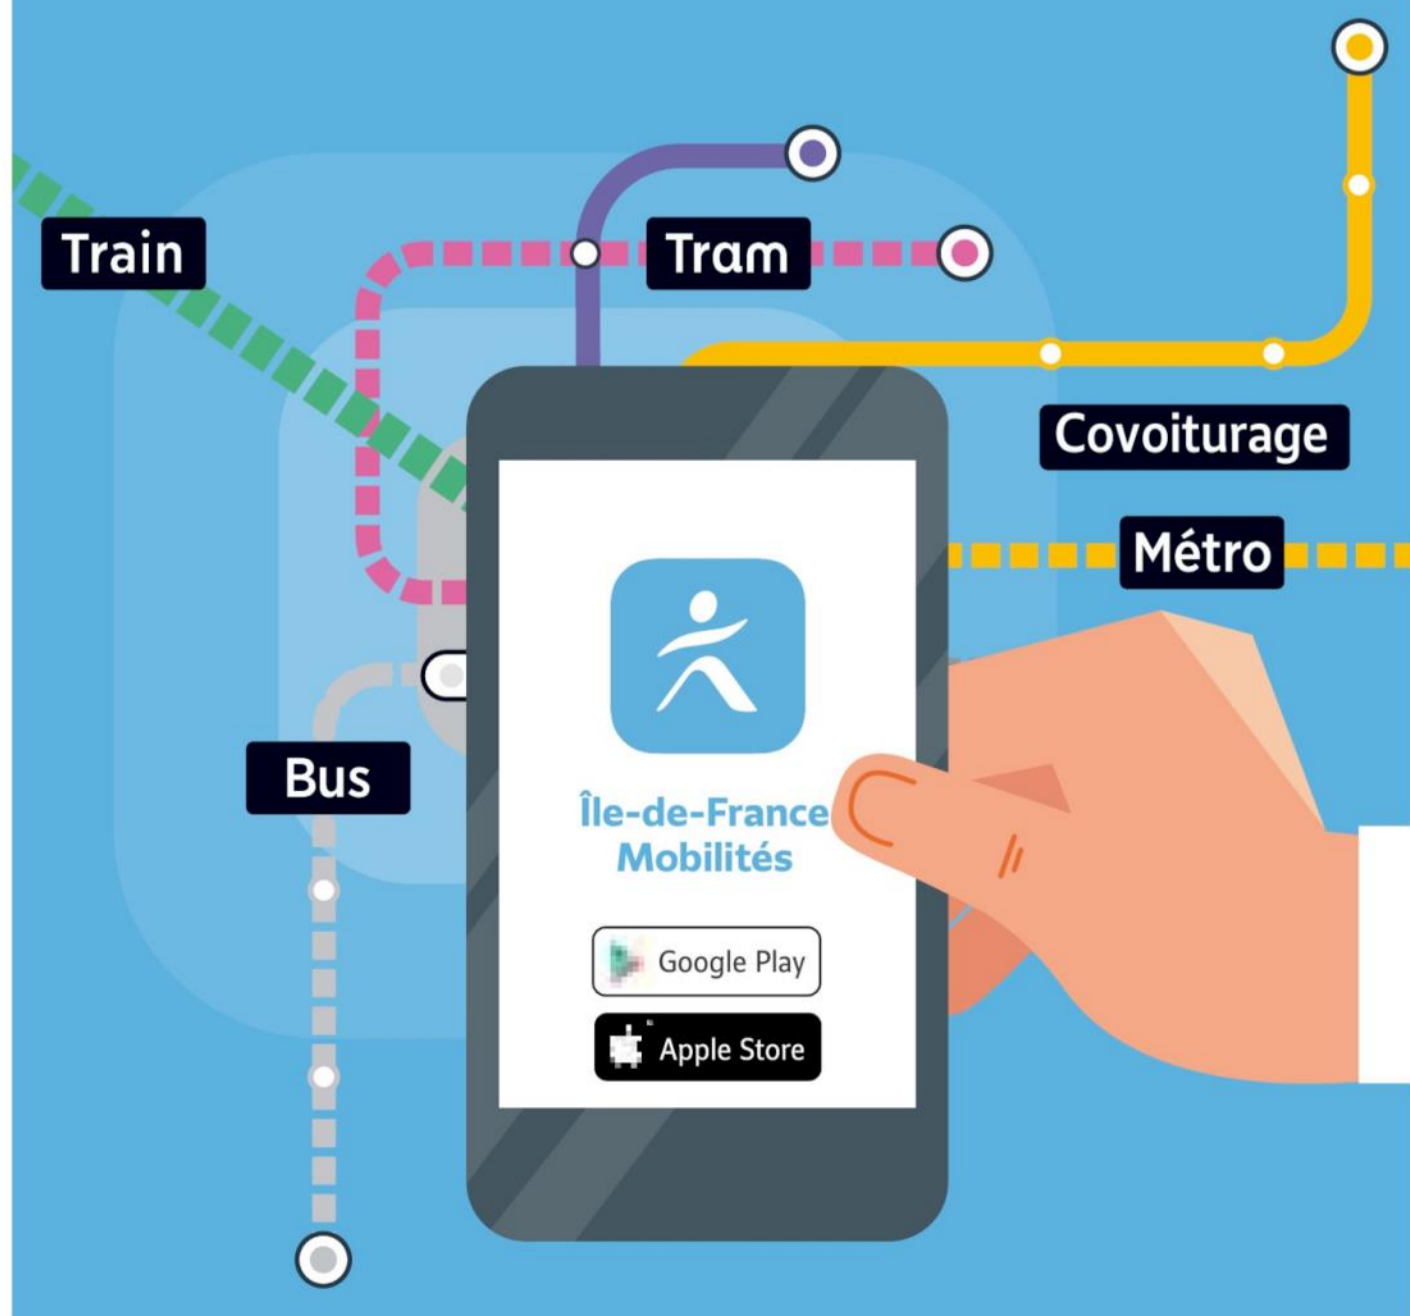 Train
Tram
Covoiturage
Métro
Bus
Île-de-France
Mobilités
Google Play
Apple Store